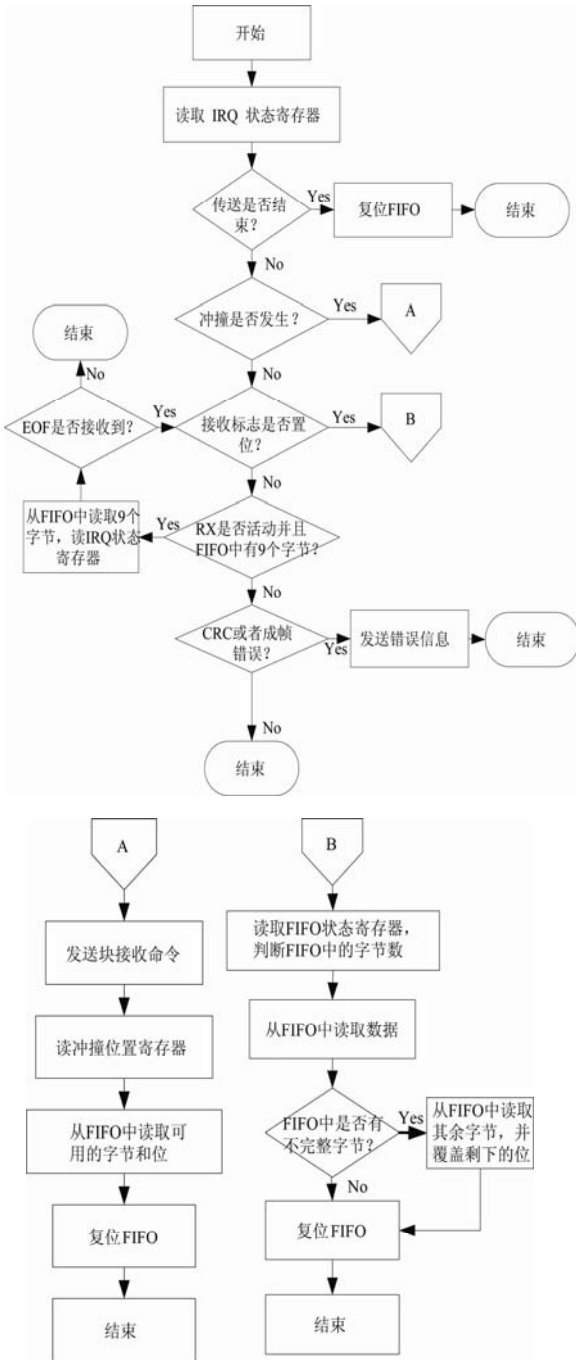 开始
读取 IRQ 状态寄存器
传送是否结
束?
Yes
复位FIFO
结束
No
冲撞是否发生?
Yes
A
结束
No
No
EOF是否接收到?
Yes
接收标志是否置
位?
Yes
B
No
从FIFO中读取9个
字节，读IRQ状态
寄存器
Yes
RX是否活动并且
FIFO中有9个字节?
No
CRC或者成帧
错误?
Yes
发送错误信息
结束
No
结束
A
发送块接收命令
读冲撞位置寄存器
从FIFO中读取可
用的字节和位
复位FIFO
结束
B
读取FIFO状态寄存器，
判断FIFO中的字节数
从FIFO中读取数据
FIFO中是否有
不完整字节?
Yes
从FIFO中读取
其余字节，并
覆盖剩下的位
No
复位FIFO
结束